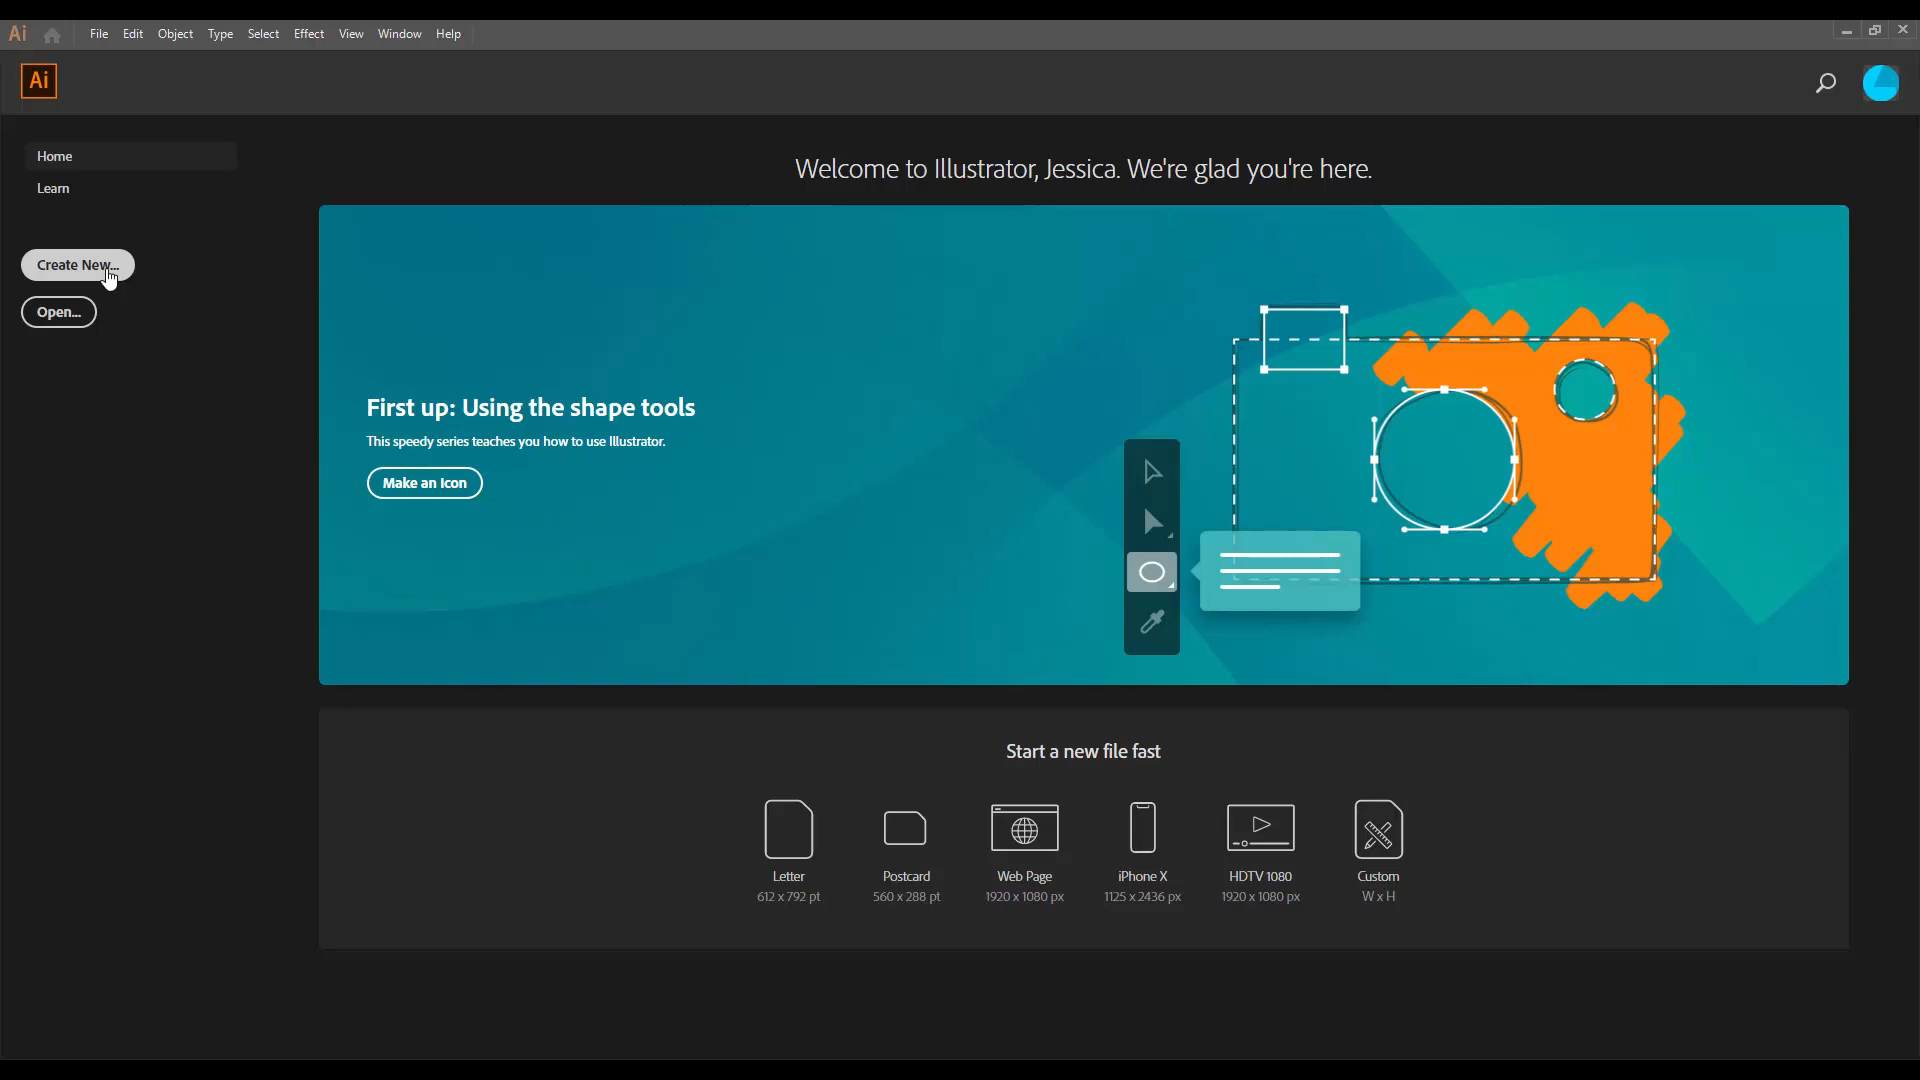 Ai File Edit Object Type Select Effect View Window Help
Ai
Home
Learn
Create New...
Open...
Welcome to Illustrator, Jessica. We're glad you're here.
First up: Using the shape tools
This speedy series teaches you how to use Illustrator.
Make an Icon
Start a new file fast
Letter Postcard Web Page iPhone X HDTV 1080 Custom
612 x 792 pt 560 x 288 pt 1920 x 1080 px 1125 x 2436 px 1920 x 1080 px W x H